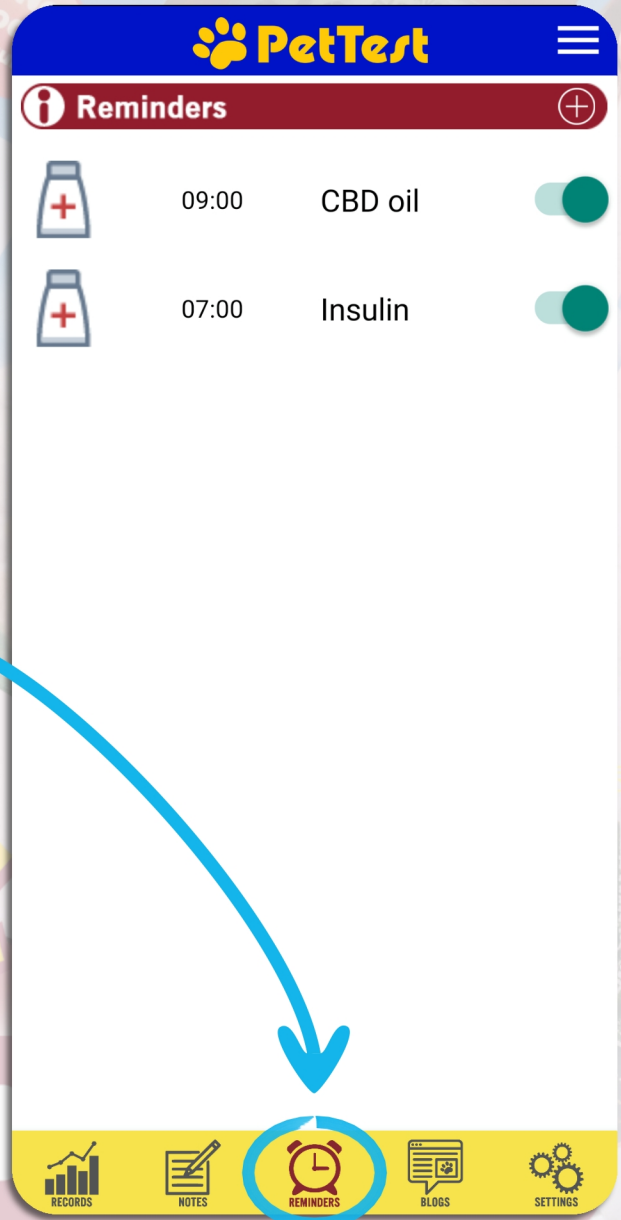 PetTest
Reminders
09:00 CBD oil
07:00 Insulin
RECORDS NOTES REMINDERS BLOGS SETTINGS